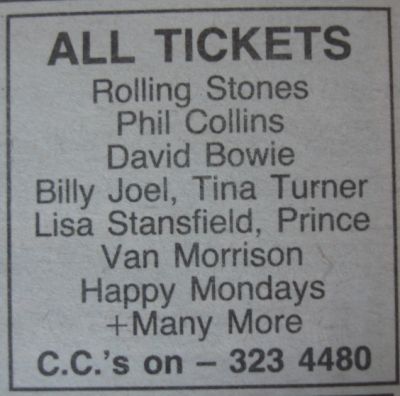 ALL TICKETS
Rolling Stones
Phil Collins
David Bowie
Billy Joel, Tina Turner
Lisa Stansfield, Prince
Van Morrison
Happy Mondays
+Many More
C.C.'s on – 323 4480